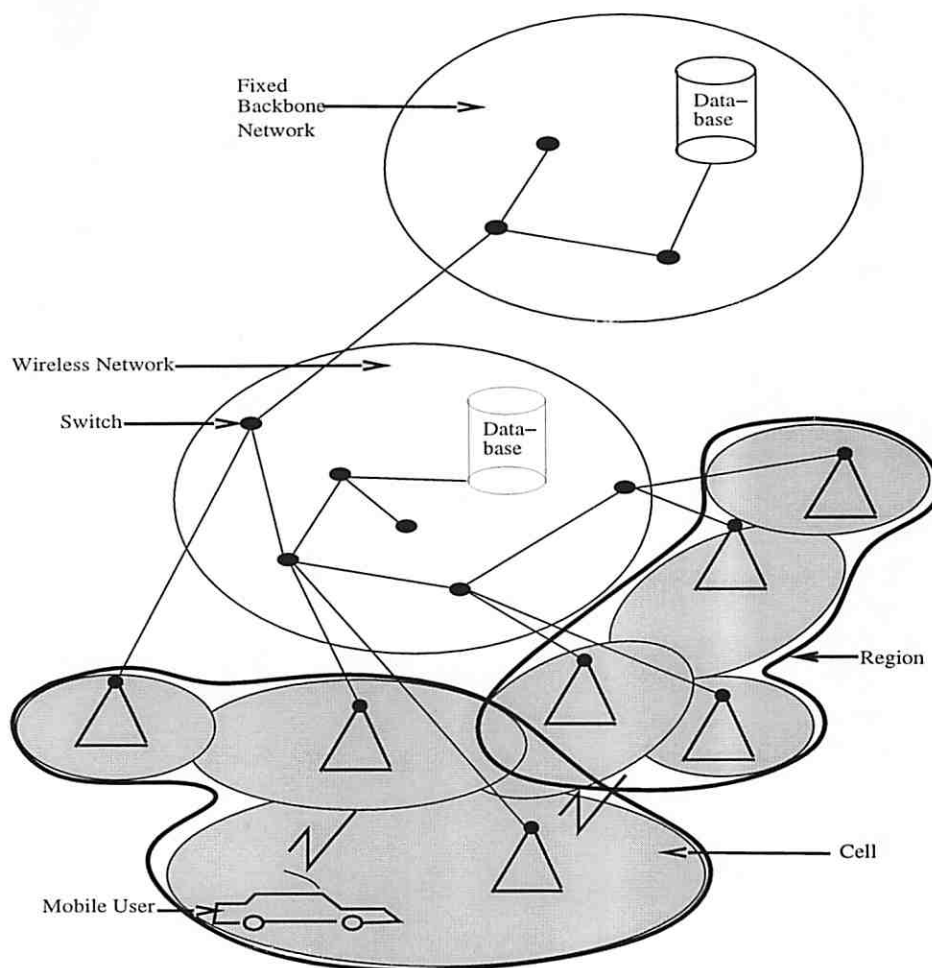 Fixed
Backbone
Network
Data-
base
Wireless Network
Switch
Data-
base
Region
Cell
Mobile User